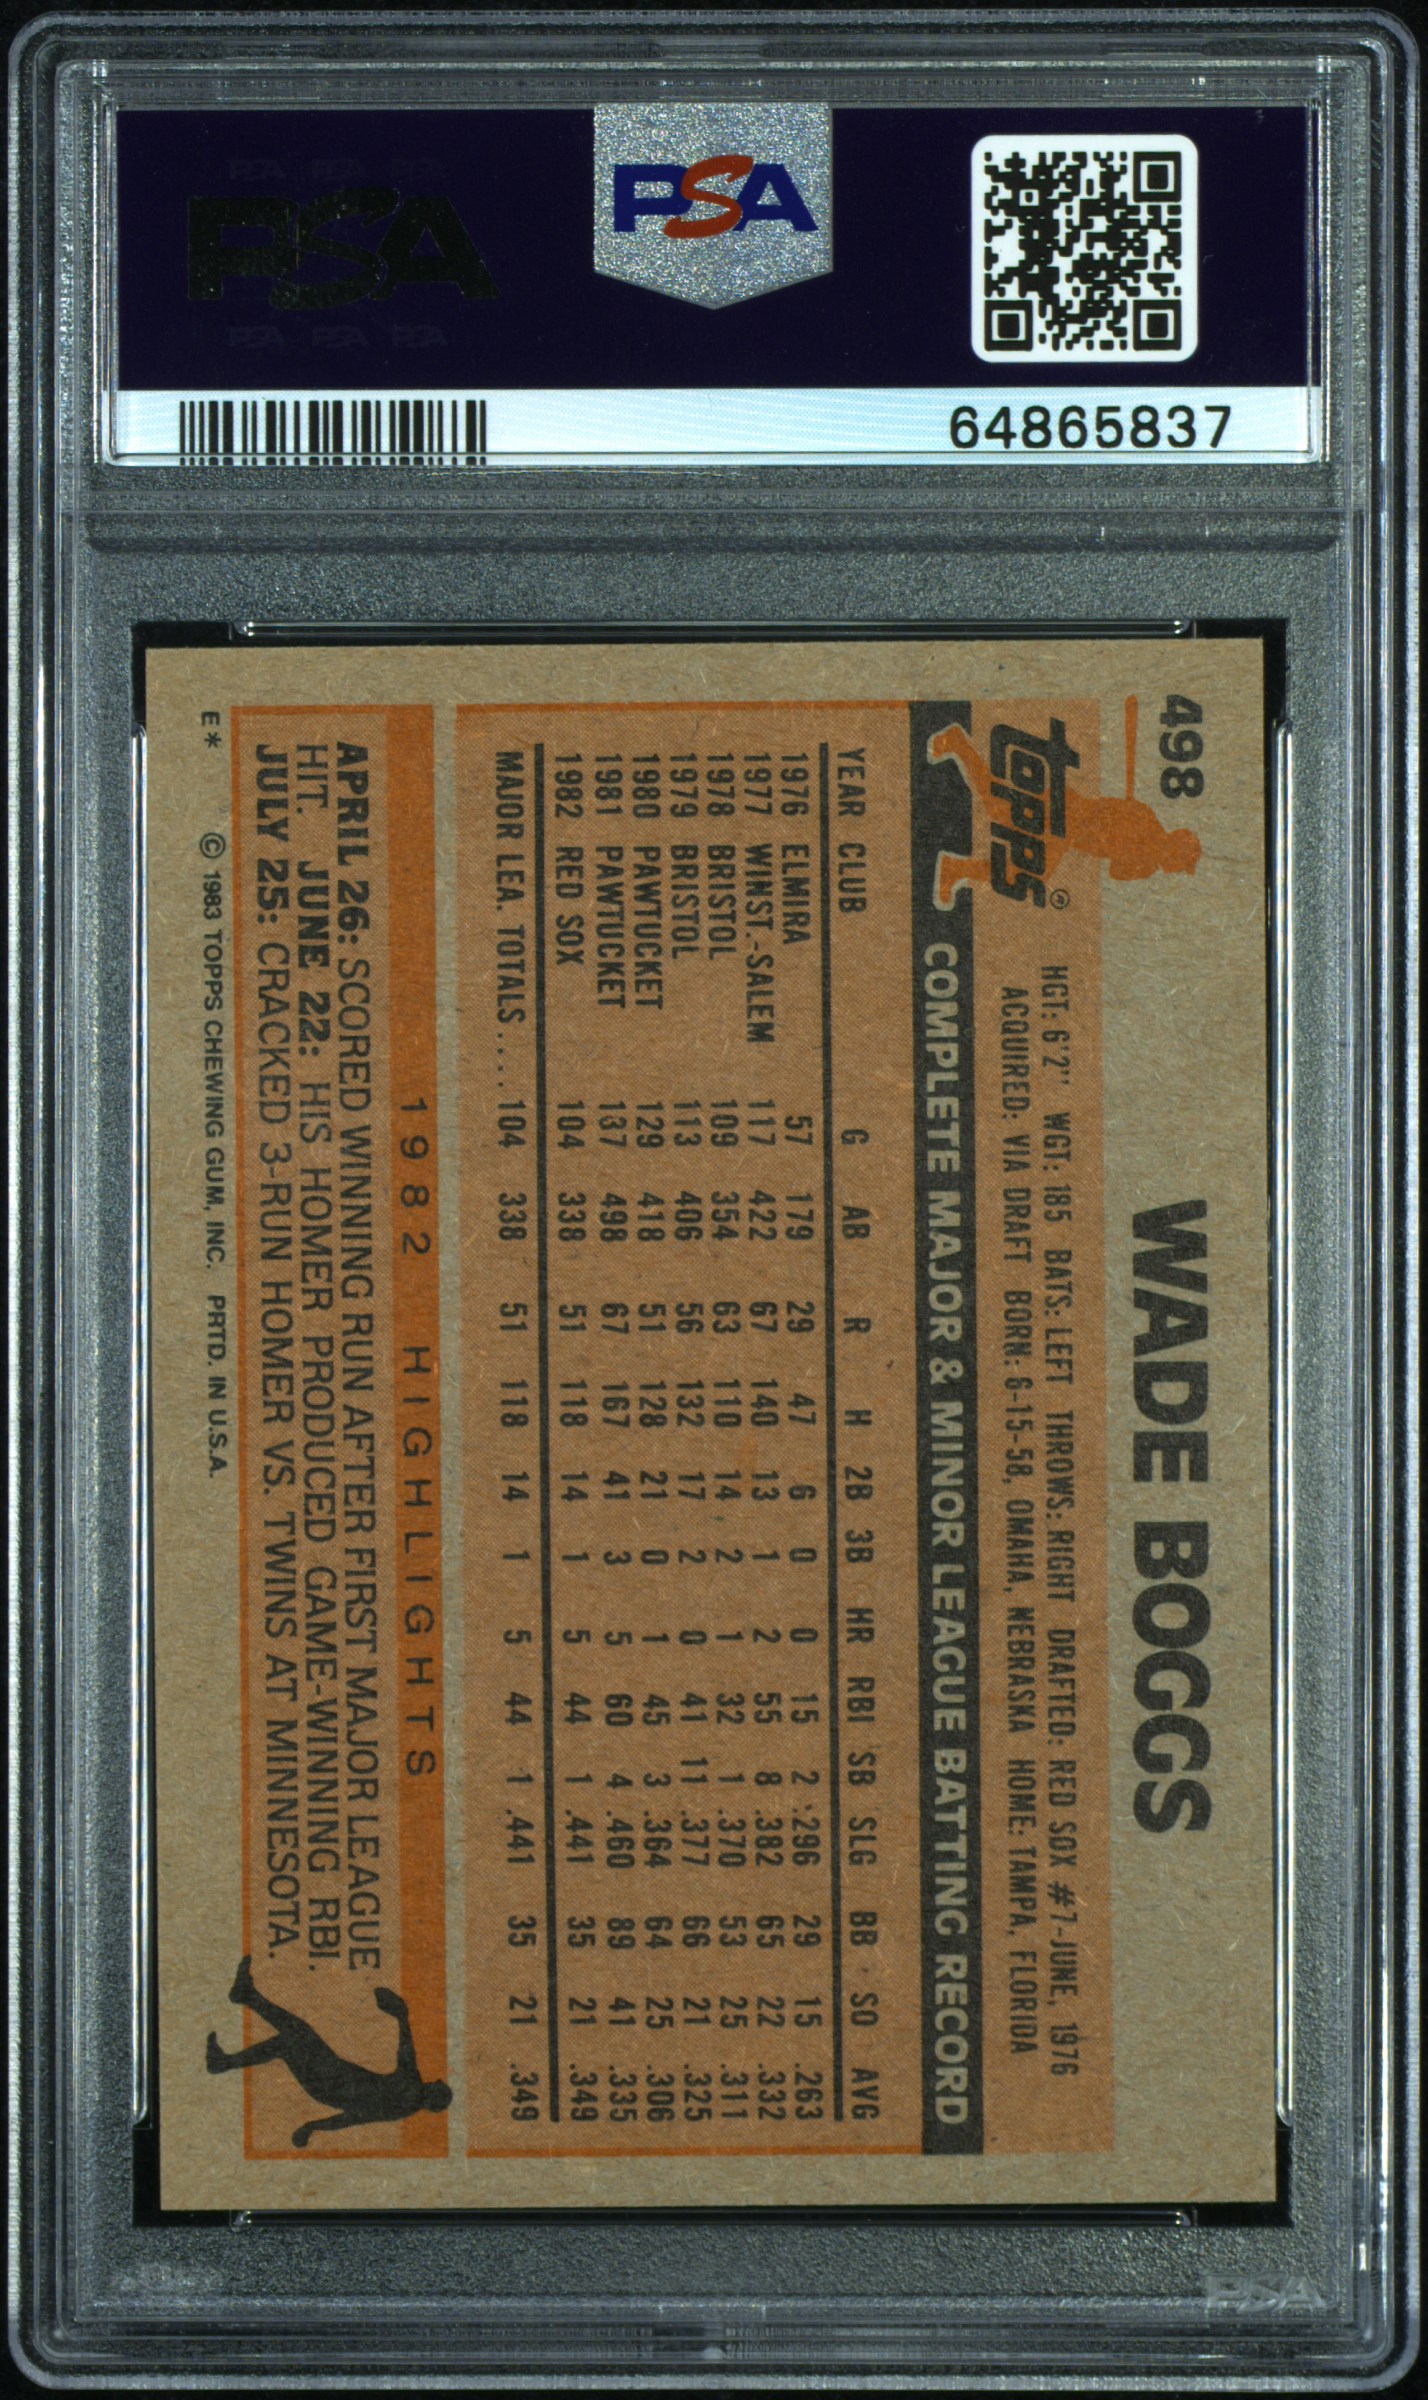 PSA PSA PSA
PSA
PSA PSA PSA
PSA
64865837
498
WADE BOGGS
Topps®
HGT: 6'2" WGT: 185 BATS: LEFT THROWS: RIGHT DRAFTED: RED SOX #7-JUNE, 1976
ACQUIRED: VIA DRAFT BORN: 6-15-58, OMAHA, NEBRASKA HOME: TAMPA, FLORIDA
COMPLETE MAJOR & MINOR LEAGUE BATTING RECORD
YEAR CLUB G AB R H 2B 3B HR RBI SB SLG BB SO AVG
1976 ELMIRA 57 179 29 47 6 0 0 15 2 .296 29 15 .263
1977 WINST.-SALEM 117 422 67 140 13 1 2 55 8 .382 65 22 .332
1978 BRISTOL 109 354 63 110 14 2 1 32 1 .370 53 25 .311
1979 BRISTOL 113 406 56 132 17 2 0 41 11 .377 66 21 .325
1980 PAWTUCKET 129 418 51 128 21 0 1 45 3 .364 64 25 .306
1981 PAWTUCKET 137 498 67 167 41 3 5 60 4 .460 89 41 .335
1982 RED SOX 104 338 51 118 14 1 5 44 1 .441 35 21 .349
MAJOR LEA. TOTALS .... 104 338 51 118 14 1 5 44 1 .441 35 21 .349
1982 HIGHLIGHTS
APRIL 26: SCORED WINNING RUN AFTER FIRST MAJOR LEAGUE
HIT. JUNE 22: HIS HOMER PRODUCED GAME-WINNING RBI.
JULY 25: CRACKED 3-RUN HOMER VS. TWINS AT MINNESOTA.
E* © 1983 TOPPS CHEWING GUM, INC. PRTD. IN U.S.A.
PSA